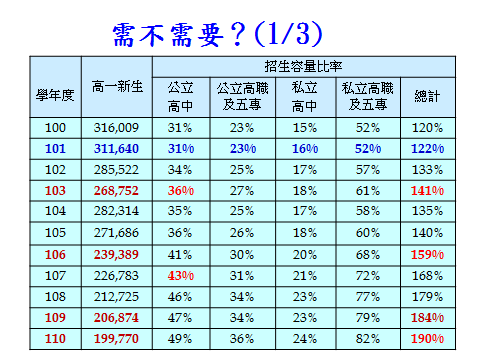 需不需要？(1/3)
學年度 高一新生 招生容量比率
公立高中 公立高職及五專 私立高中 私立高職及五專 總計
100 316,009 31% 23% 15% 52% 120%
101 311,640 31% 23% 16% 52% 122%
102 285,522 34% 25% 17% 57% 133%
103 268,752 36% 27% 18% 61% 141%
104 282,314 35% 25% 17% 58% 135%
105 271,686 36% 26% 18% 60% 140%
106 239,389 41% 30% 20% 68% 159%
107 226,783 43% 31% 21% 72% 168%
108 212,725 46% 34% 23% 77% 179%
109 206,874 47% 34% 23% 79% 184%
110 199,770 49% 36% 24% 82% 190%